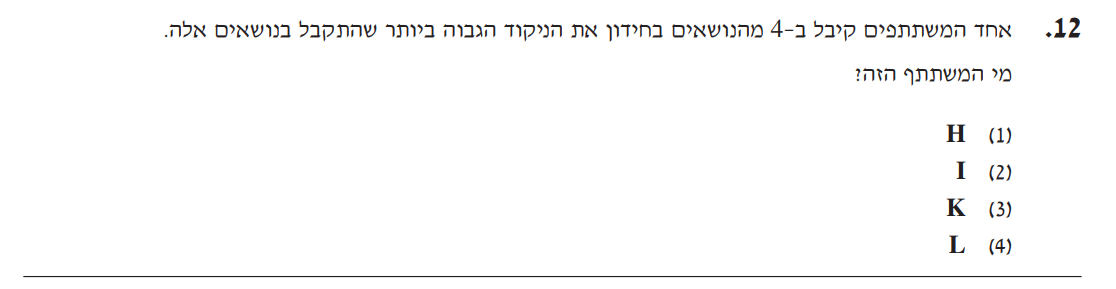 12. אחד המשתתפים קיבל ב-4 מהנושאים בחידון את הניקוד הגבוה ביותר שהתקבל בנושאים אלה.
מי המשתתף הזה?
(1) H
(2) I
(3) K
(4) L